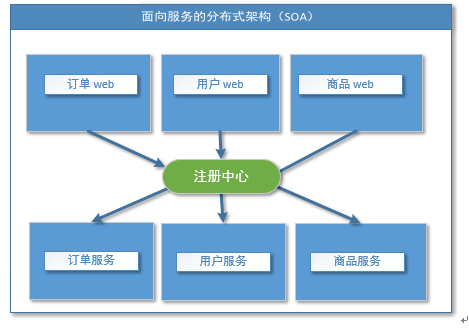 面向服务的分布式架构（SOA）
订单 web
用户 web
商品 web
注册中心
订单服务
用户服务
商品服务